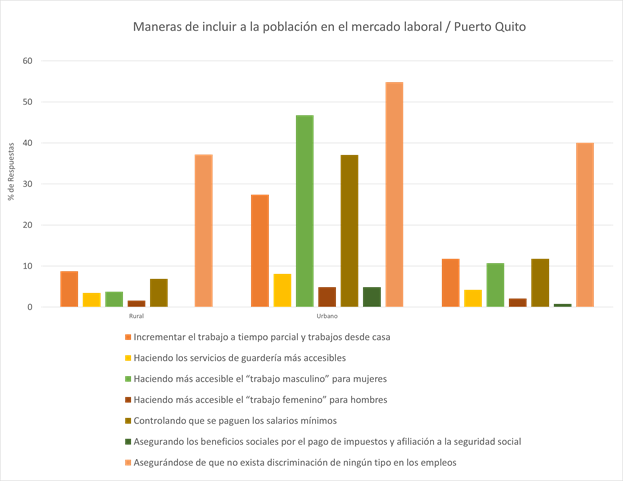 Maneras de incluir a la población en el mercado laboral / Puerto Quito
60
50
40
30
20
10
0
% de Respuestas
Rural
Urbano
Incrementar el trabajo a tiempo parcial y trabajos desde casa
Haciendo los servicios de guardería más accesibles
Haciendo más accesible el “trabajo masculino” para mujeres
Haciendo más accesible el “trabajo femenino” para hombres
Controlando que se paguen los salarios mínimos
Asegurando los beneficios sociales por el pago de impuestos y afiliación a la seguridad social
Asegurándose de que no exista discriminación de ningún tipo en los empleos